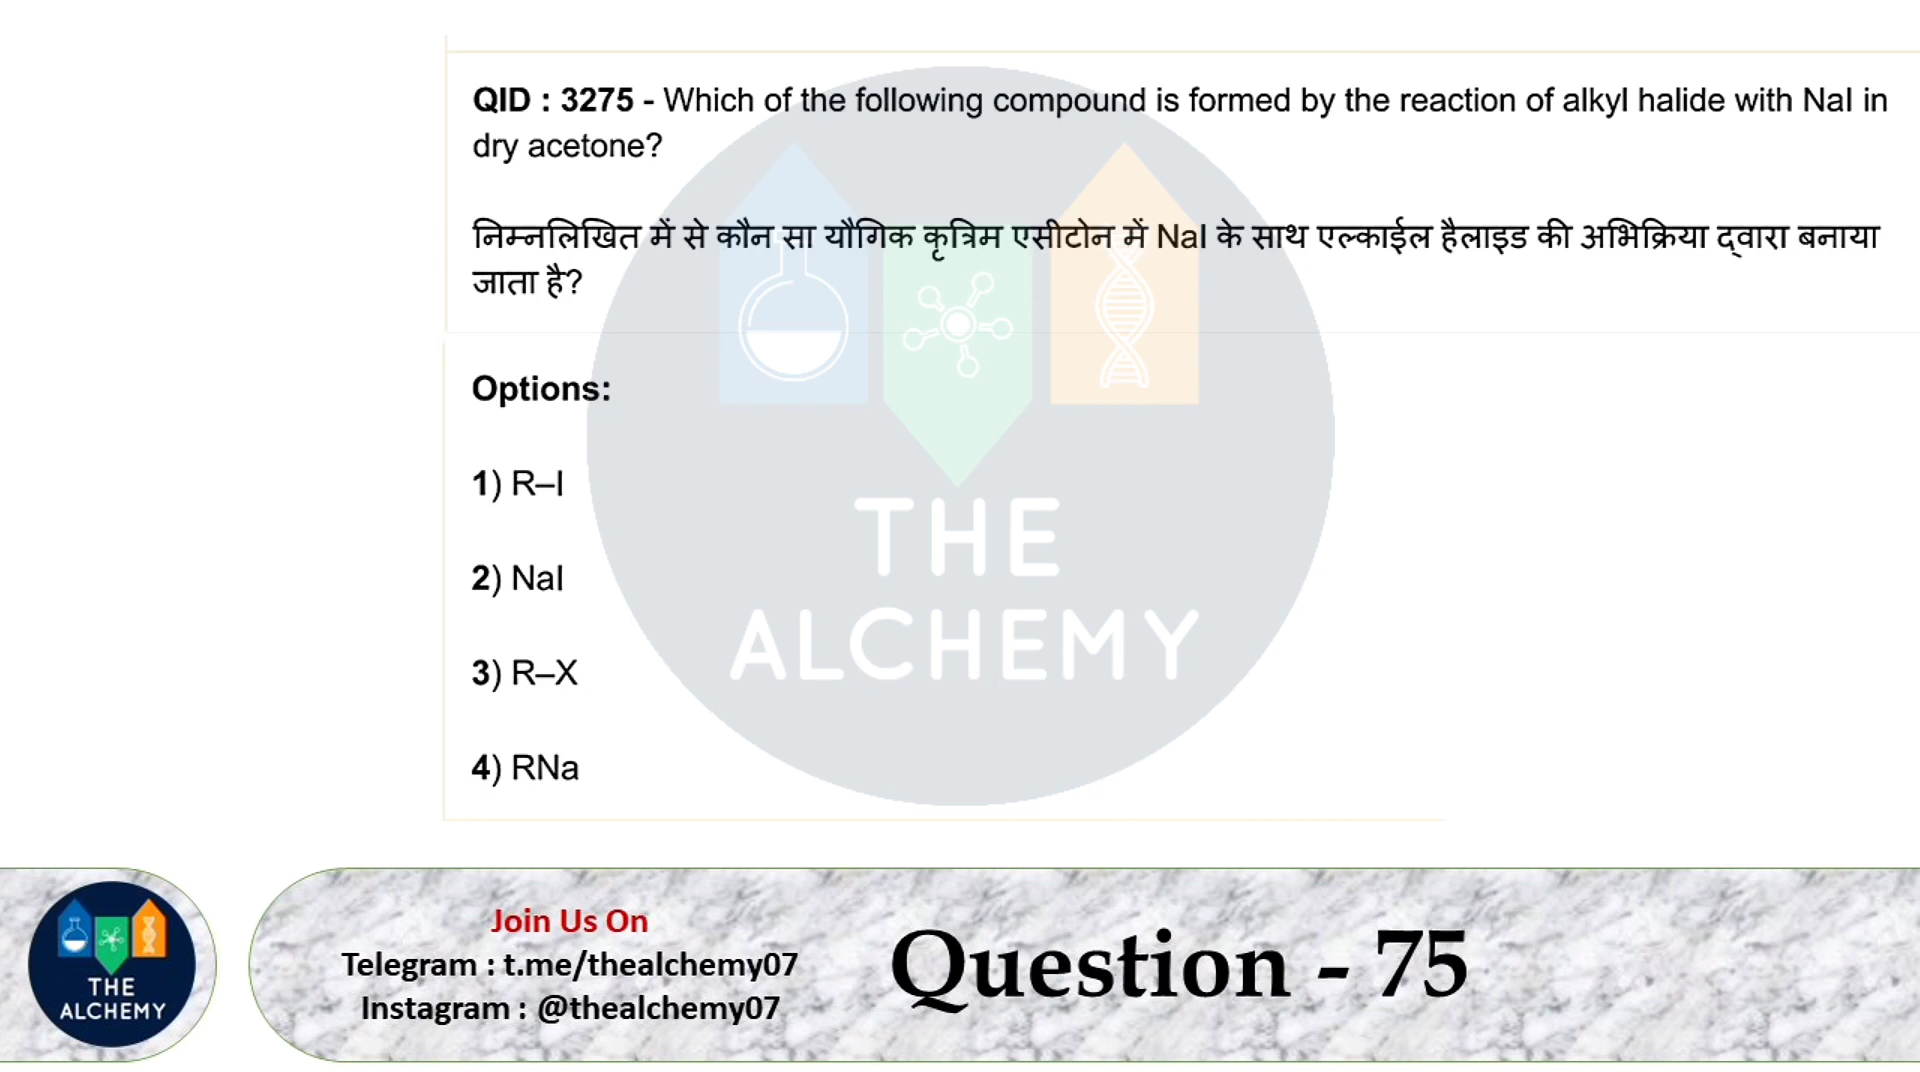 QID : 3275 - Which of the following compound is formed by the reaction of alkyl halide with NaI in
dry acetone?
निम्नलिखित में से कौन सा यौगिक कृत्रिम एसीटोन में NaI के साथ एल्काईल हैलाइड की अभिक्रिया द्वारा बनाया
जाता है?
Options:
1) R–I
2) NaI
3) R–X
4) RNa
THE
ALCHEMY
THE
ALCHEMY
Join Us On
Telegram : t.me/thealchemy07
Instagram : @thealchemy07
Question - 75